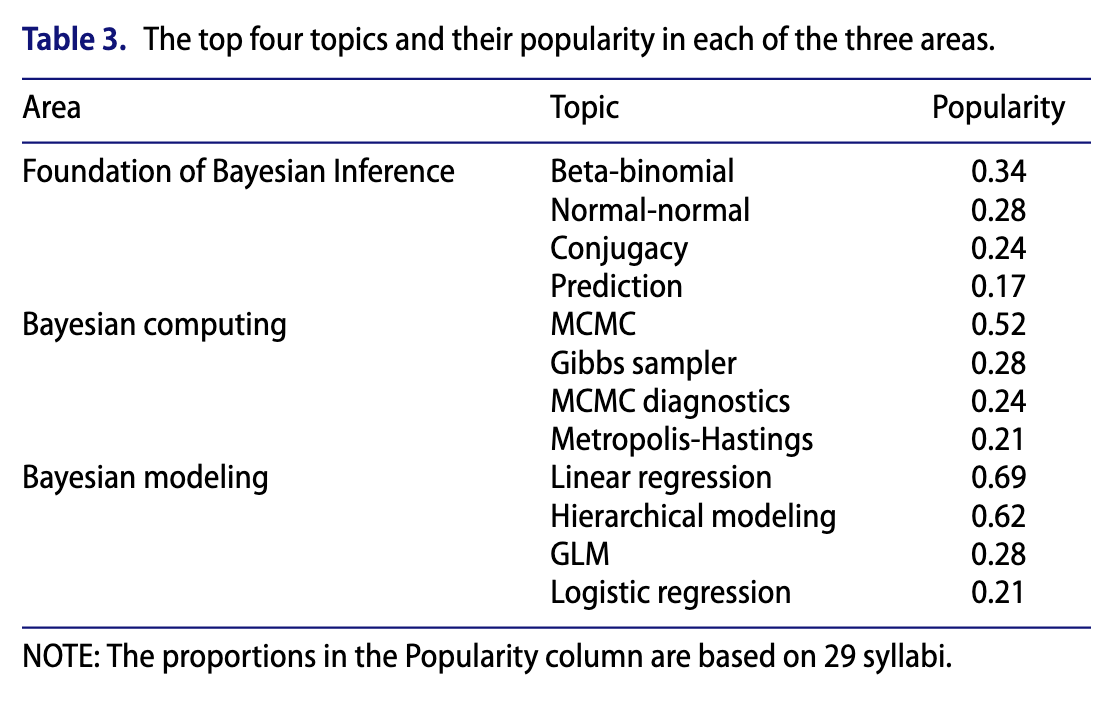 Table 3. The top four topics and their popularity in each of the three areas.
Area Topic Popularity
Foundation of Bayesian Inference Beta-binomial 0.34
Normal-normal 0.28
Conjugacy 0.24
Prediction 0.17
Bayesian computing MCMC 0.52
Gibbs sampler 0.28
MCMC diagnostics 0.24
Metropolis-Hastings 0.21
Bayesian modeling Linear regression 0.69
Hierarchical modeling 0.62
GLM 0.28
Logistic regression 0.21
NOTE: The proportions in the Popularity column are based on 29 syllabi.